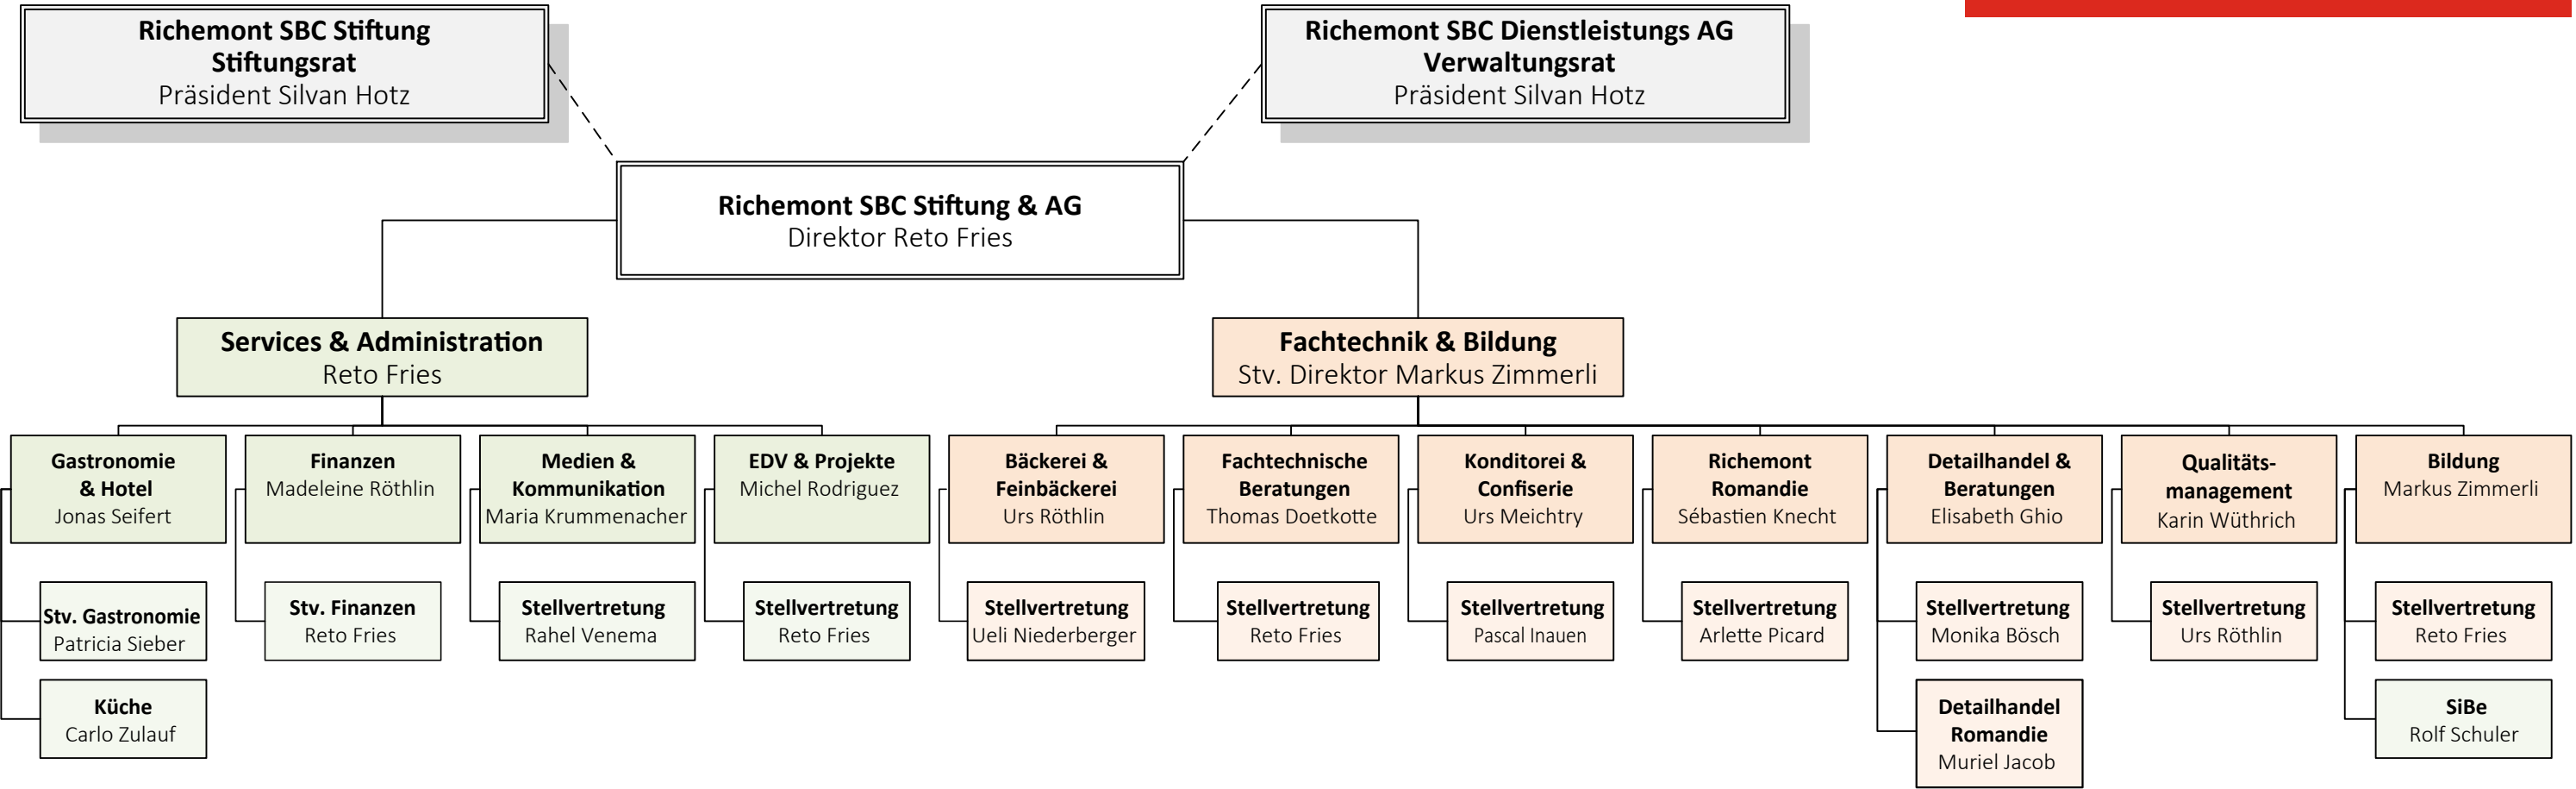 Richemont SBC Stiftung
Stiftungsrat
Präsident Silvan Hotz
Richemont SBC Dienstleistungs AG
Verwaltungsrat
Präsident Silvan Hotz
Richemont SBC Stiftung & AG
Direktor Reto Fries
Services & Administration
Reto Fries
Fachtechnik & Bildung
Stv. Direktor Markus Zimmerli
Gastronomie
& Hotel
Jonas Seifert
Finanzen
Madeleine Röthlin
Medien &
Kommunikation
Maria Krummenacher
EDV & Projekte
Michel Rodriguez
Bäckerei &
Feinbäckerei
Urs Röthlin
Fachtechnische
Beratungen
Thomas Doetkotte
Konditorei &
Confiserie
Urs Meichtry
Richemont
Romandie
Sébastien Knecht
Detailhandel &
Beratungen
Elisabeth Ghio
Qualitäts-
management
Karin Wüthrich
Bildung
Markus Zimmerli
Stv. Gastronomie
Patricia Sieber
Stv. Finanzen
Reto Fries
Stellvertretung
Rahel Venema
Stellvertretung
Reto Fries
Stellvertretung
Ueli Niederberger
Stellvertretung
Reto Fries
Stellvertretung
Pascal Inauen
Stellvertretung
Arlette Picard
Stellvertretung
Monika Bösch
Stellvertretung
Urs Röthlin
Stellvertretung
Reto Fries
Küche
Carlo Zulauf
Detailhandel
Romandie
Muriel Jacob
SiBe
Rolf Schuler